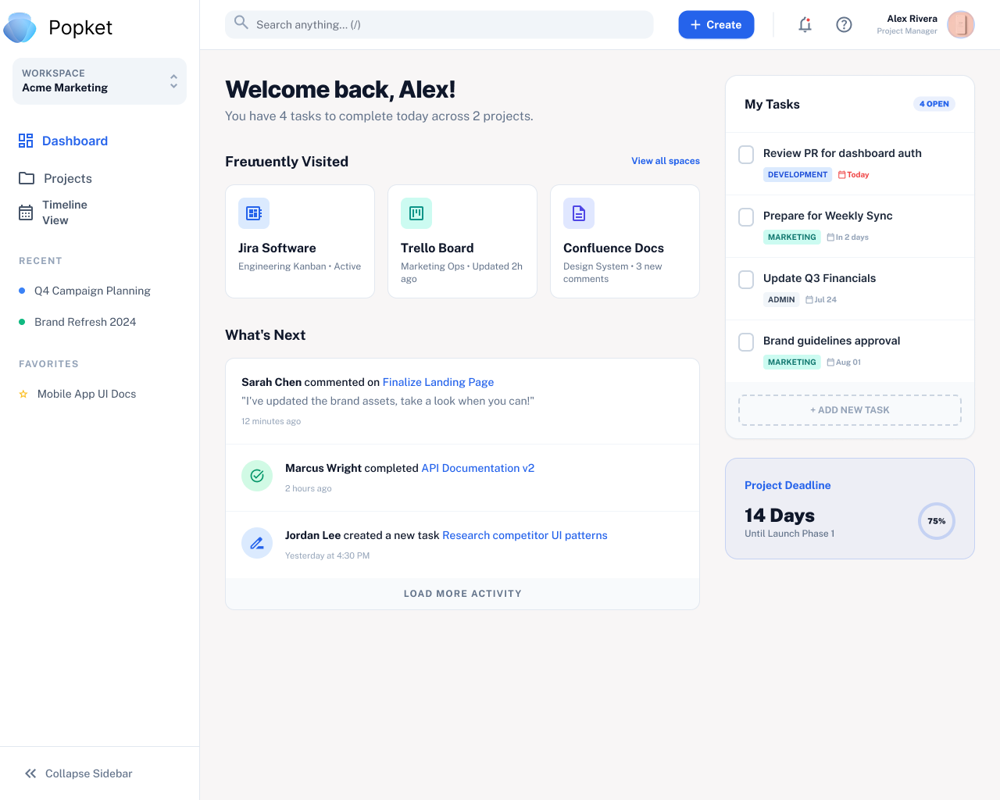 Popket
WORKSPACE
Acme Marketing
Dashboard
Projects
Timeline
View
RECENT
Q4 Campaign Planning
Brand Refresh 2024
FAVORITES
Mobile App UI Docs
Collapse Sidebar
Search anything... (/)
+ Create
Alex Rivera
Project Manager
Welcome back, Alex!
You have 4 tasks to complete today across 2 projects.
Freuuently Visited
View all spaces
Jira Software
Engineering Kanban • Active
Trello Board
Marketing Ops • Updated 2h
ago
Confluence Docs
Design System • 3 new
comments
What's Next
Sarah Chen commented on Finalize Landing Page
"I've updated the brand assets, take a look when you can!"
12 minutes ago
Marcus Wright completed API Documentation v2
2 hours ago
Jordan Lee created a new task Research competitor UI patterns
Yesterday at 4:30 PM
LOAD MORE ACTIVITY
My Tasks
4 OPEN
Review PR for dashboard auth
DEVELOPMENT Today
Prepare for Weekly Sync
MARKETING In 2 days
Update Q3 Financials
ADMIN Jul 24
Brand guidelines approval
MARKETING Aug 01
+ ADD NEW TASK
Project Deadline
14 Days
Until Launch Phase 1
75%